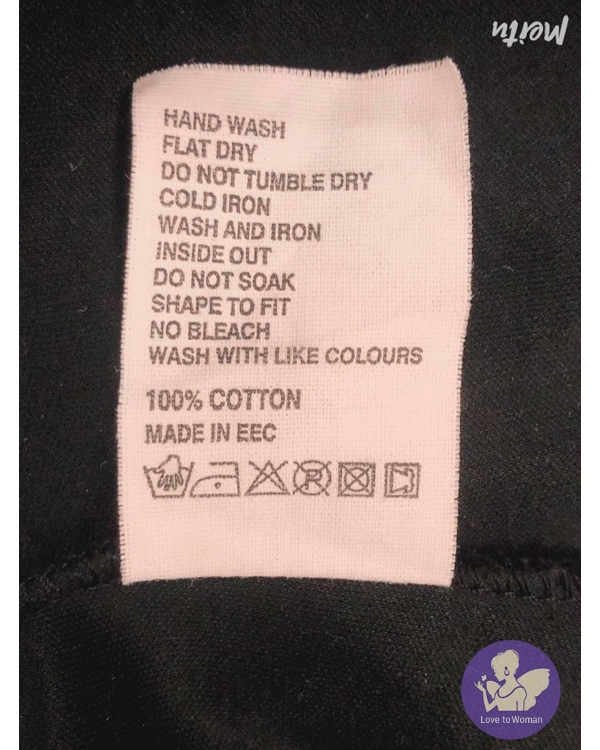 Meitu
HAND WASH
FLAT DRY
DO NOT TUMBLE DRY
COLD IRON
WASH AND IRON
INSIDE OUT
DO NOT SOAK
SHAPE TO FIT
NO BLEACH
WASH WITH LIKE COLOURS
100% COTTON
MADE IN EEC
P
Love to Woman